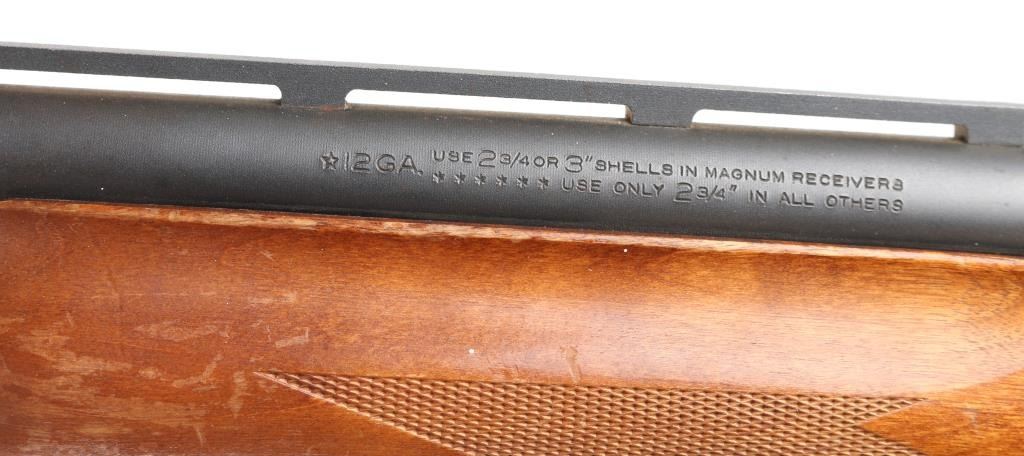 ☆12GA. USE 2 3/4 OR 3" SHELLS IN MAGNUM RECEIVERS
****** USE ONLY 2 3/4" IN ALL OTHERS